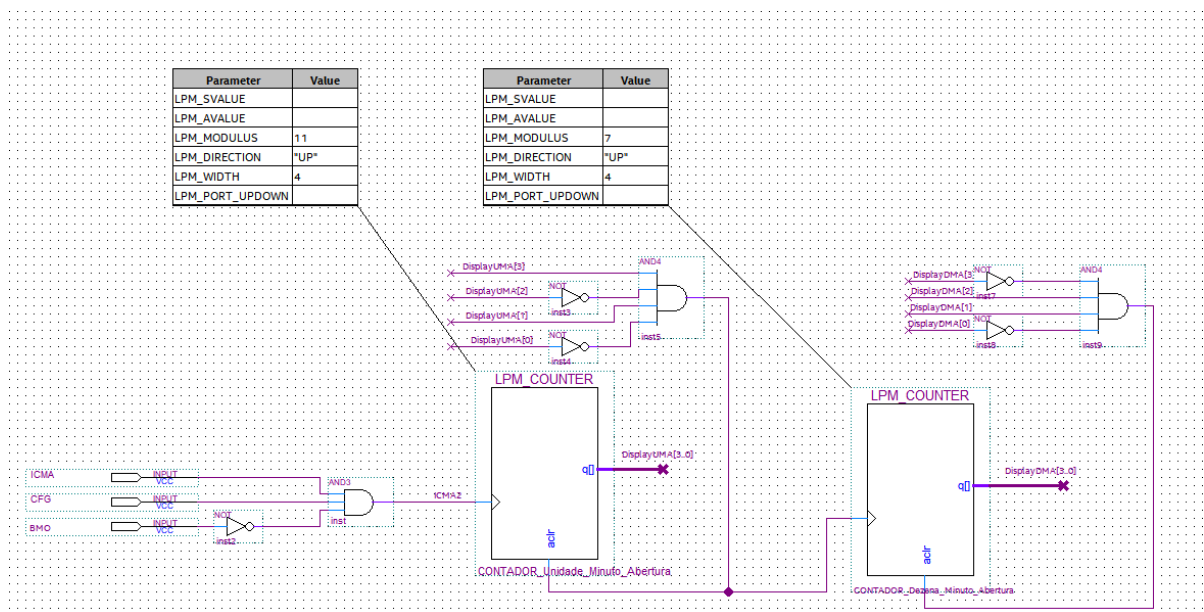 Parameter Value
LPM_SVALUE
LPM_AVALUE
LPM_MODULUS 11
LPM_DIRECTION "UP"
LPM_WIDTH 4
LPM_PORT_UPDOWN
Parameter Value
LPM_SVALUE
LPM_AVALUE
LPM_MODULUS 7
LPM_DIRECTION "UP"
LPM_WIDTH 4
LPM_PORT_UPDOWN
AND4
DisplayUMA[3]
DisplayUMA[2]
NOT
inst3
DisplayUMA[1]
NOT
DisplayUMA[0]
inst4
inst5
NOT
AND4
DisplayDMA[3
inst7
DisplayDMA[2]
DisplayDMA[1]
NOT
DisplayDMA[0]
inst8
inst9
LPM_COUNTER
DisplayUMA[3..0]
q[]
aclr
CONTADOR_Unidade_Minuto_Abertura
LPM_COUNTER
DisplayDMA[3..0]
q[]
aclr
CONTADOR_Dezena_Minuto_Abertura
ICMA
INPUT
VCC
CFG
INPUT
VCC
BMO
INPUT
VCC
NOT
inst2
AND3
inst
ICMA2